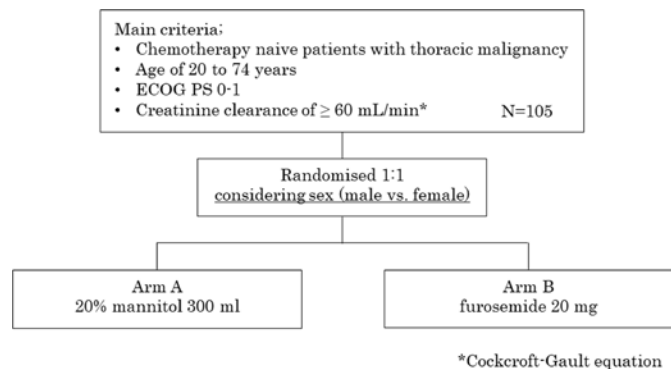 Main criteria;
• Chemotherapy naive patients with thoracic malignancy
• Age of 20 to 74 years
• ECOG PS 0-1
• Creatinine clearance of ≥ 60 mL/min* N=105
Randomised 1:1
considering sex (male vs. female)
Arm A
20% mannitol 300 ml
Arm B
furosemide 20 mg
*Cockcroft-Gault equation